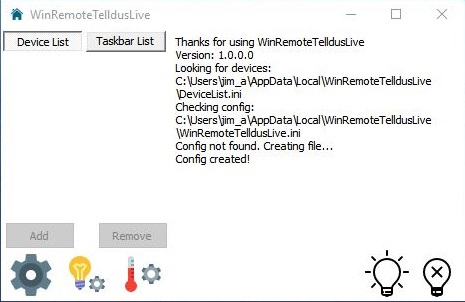 WinRemoteTelldusLive
Device List
Taskbar List
Thanks for using WinRemoteTelldusLive
Version: 1.0.0.0
Looking for devices:
C:\Users\jim_a\AppData\Local\WinRemoteTelldusLive
\DeviceList.ini
Checking config:
C:\Users\jim_a\AppData\Local\WinRemoteTelldusLive
\WinRemoteTelldusLive.ini
Config not found. Creating file...
Config created!
Add
Remove